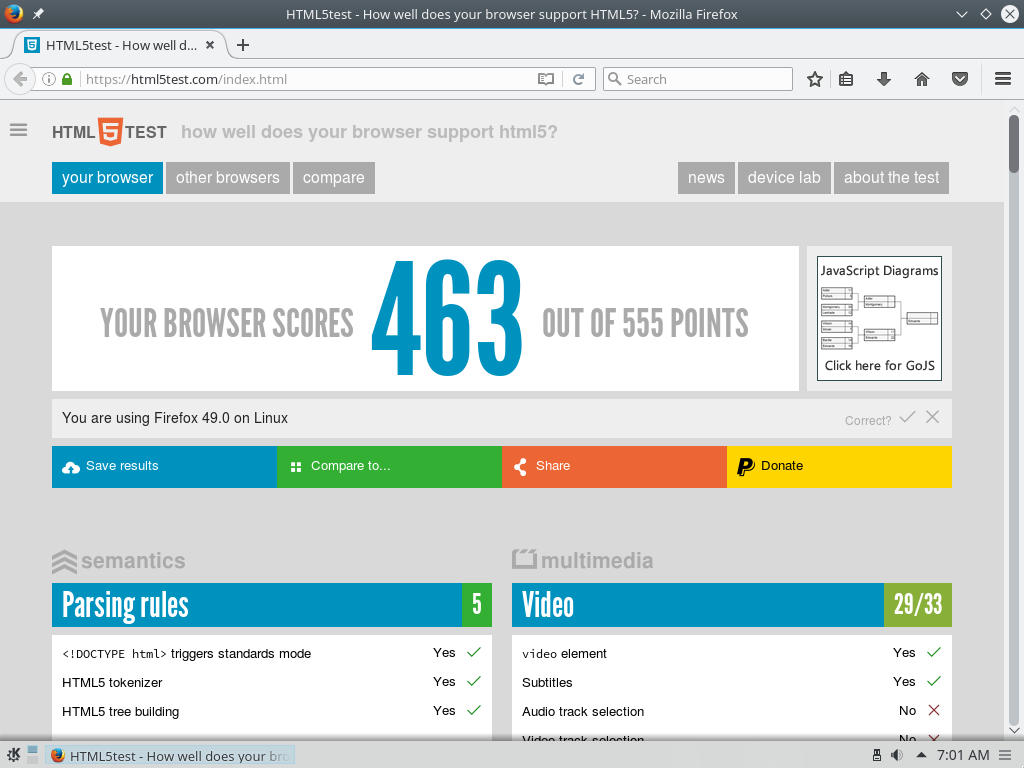 HTML5test - How well does your browser support HTML5? - Mozilla Firefox
HTML5test - How well d...
https://html5test.com/index.html
Search
HTML 5 TEST how well does your browser support html5?
your browser other browsers compare news device lab about the test
YOUR BROWSER SCORES 463 OUT OF 555 POINTS
JavaScript Diagrams
Click here for GoJS
You are using Firefox 49.0 on Linux
Correct?
Save results
Compare to...
Share
Donate
semantics
Parsing rules 5
<!DOCTYPE html> triggers standards mode Yes
HTML5 tokenizer Yes
HTML5 tree building Yes
multimedia
Video 29/33
video element Yes
Subtitles Yes
Audio track selection No
Video track selection No
HTML5test - How well does your bro
7:01 AM